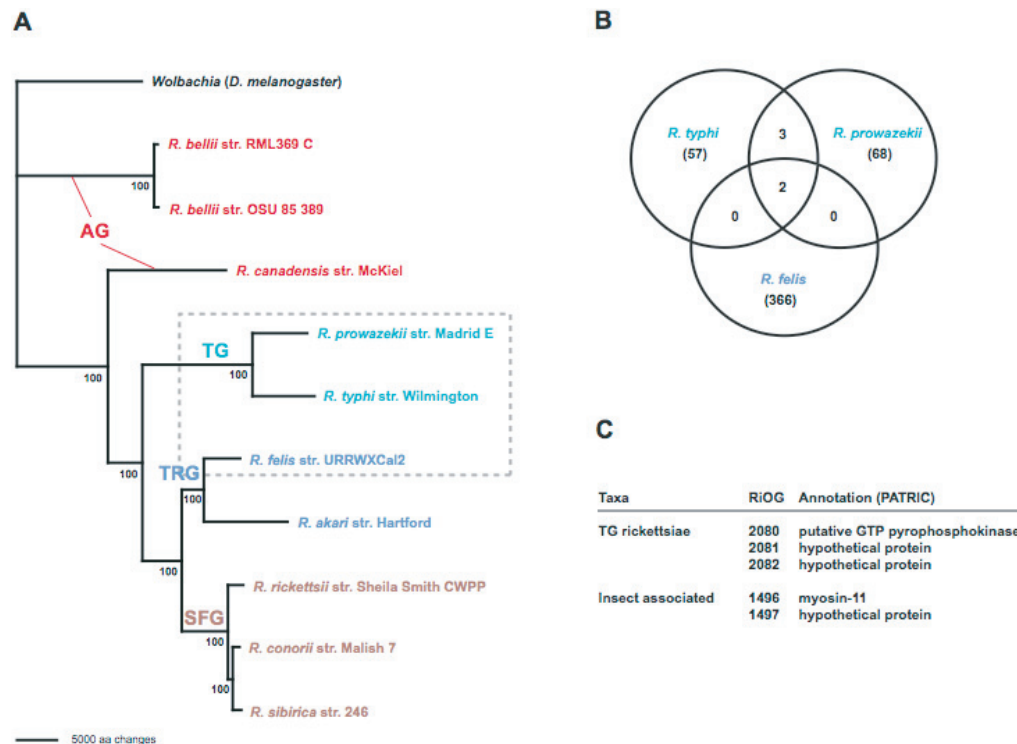 A
Wolbachia (D. melanogaster)
R. bellii str. RML369 C
100
R. bellii str. OSU 85 389
AG
R. canadensis str. McKiel
100
R. prowazekii str. Madrid E
TG
100
R. typhi str. Wilmington
100
R. felis str. URRWXCal2
TRG
100
R. akari str. Hartford
100
R. rickettsii str. Sheila Smith CWPP
SFG
100
R. conorii str. Malish 7
100
R. sibirica str. 246
5000 aa changes
B
R. typhi
(57)
3
R. prowazekii
(68)
2
0
0
R. felis
(366)
C
Taxa RiOG Annotation (PATRIC)
TG rickettsiae 2080 putative GTP pyrophosphokinase
2081 hypothetical protein
2082 hypothetical protein
Insect associated 1496 myosin-11
1497 hypothetical protein